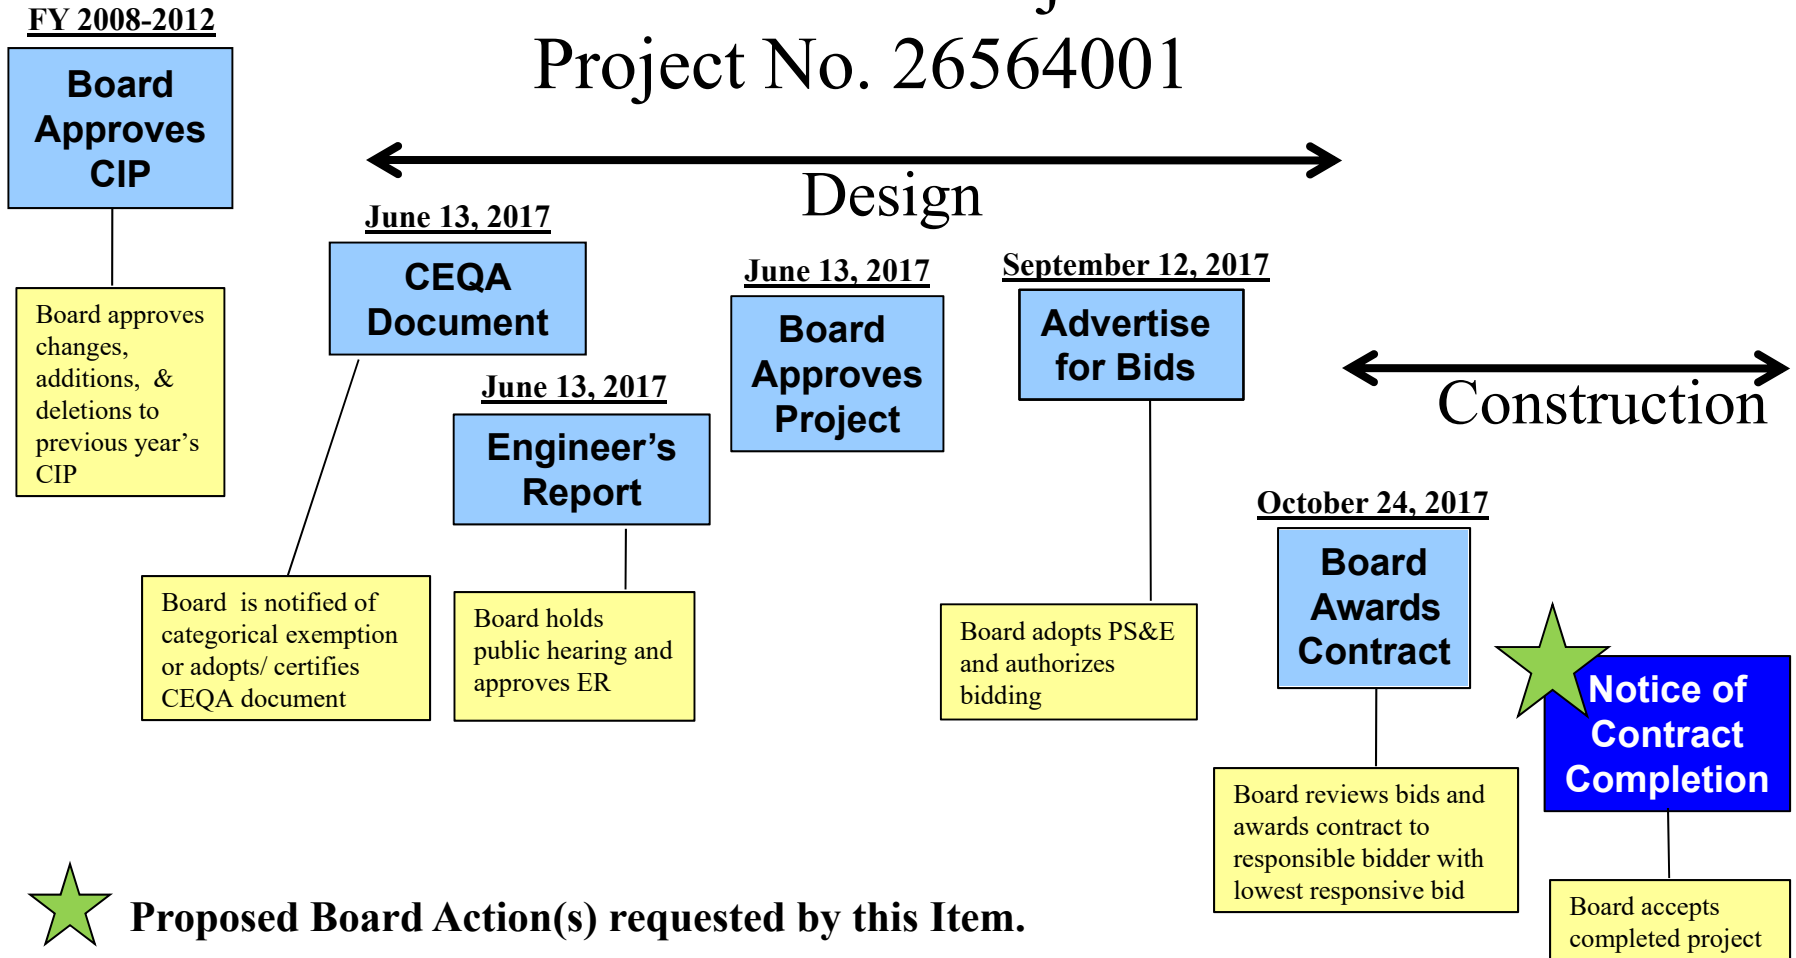 FY 2008-2012
Project No. 26564001
Board
Approves
CIP
Design
June 13, 2017
CEQA
Document
June 13, 2017
Board
Approves
Project
September 12, 2017
Advertise
for Bids
Board approves
changes,
additions,  &
deletions to
previous year’s
CIP
June 13, 2017
Engineer’s
Report
Construction
October 24, 2017
Board
Awards
Contract
Board  is notified of
categorical exemption
or adopts/ certifies
CEQA document
Board holds
public hearing and
approves ER
Board adopts PS&E
and authorizes
bidding
Notice of
Contract
Completion
Board reviews bids and
awards contract to
responsible bidder with
lowest responsive bid
Board accepts
completed project
Proposed Board Action(s) requested by this Item.